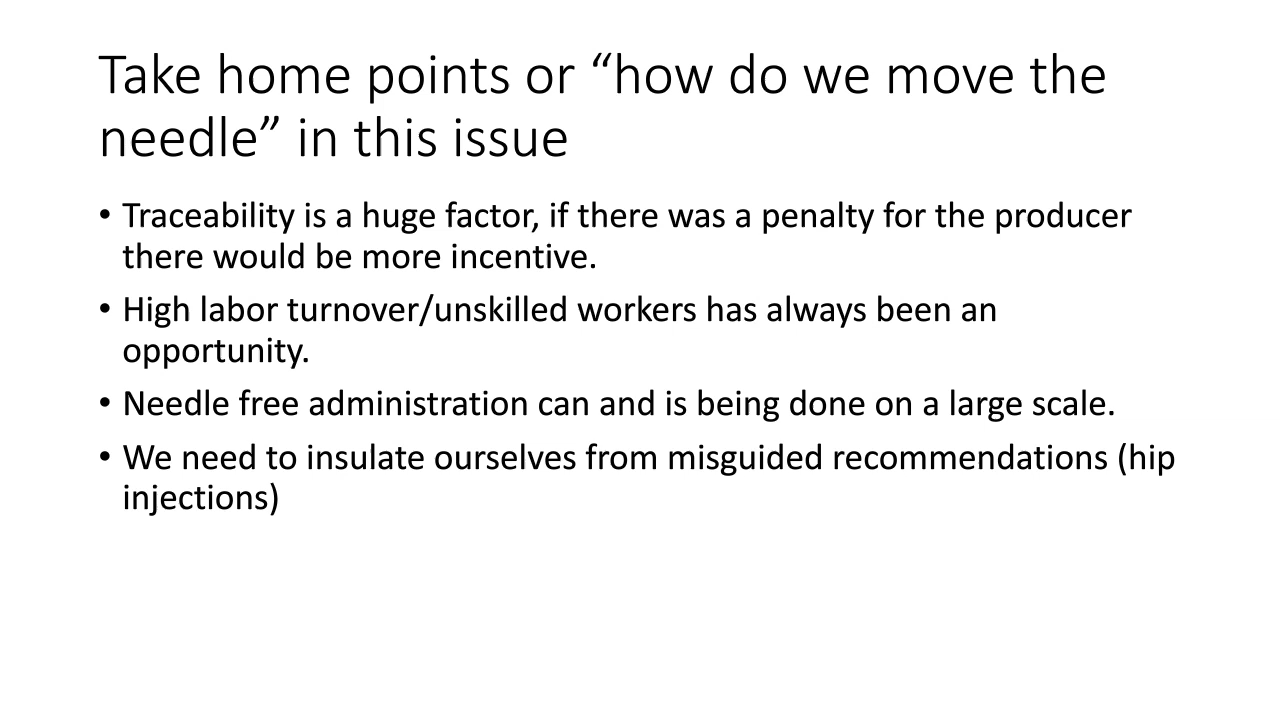 Take home points or “how do we move the
needle” in this issue
• Traceability is a huge factor, if there was a penalty for the producer
there would be more incentive.
• High labor turnover/unskilled workers has always been an
opportunity.
• Needle free administration can and is being done on a large scale.
• We need to insulate ourselves from misguided recommendations (hip
injections)